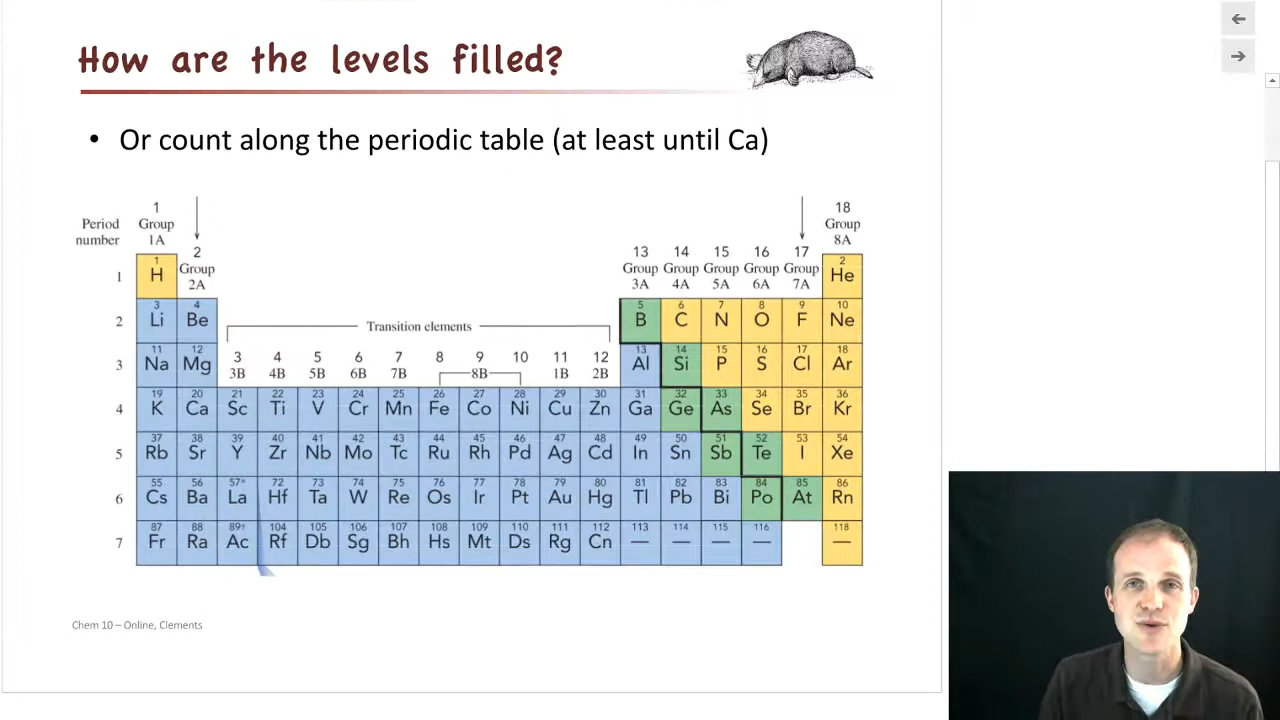 How are the levels filled?
• Or count along the periodic table (at least until Ca)
1 18
Period Group Group
number 1A 2 13 14 15 16 17 8A
Group Group Group Group Group Group
2A 3A 4A 5A 6A 7A
1 2
1 H He
3 4 5 6 7 8 9 10
2 Li Be B C N O F Ne
Transition elements
11 12 13 14 15 16 17 18
3 Na Mg Al Si P S Cl Ar
3 4 5 6 7 8 9 10 11 12
3B 4B 5B 6B 7B 8B 1B 2B
19 20 21 22 23 24 25 26 27 28 29 30 31 32 33 34 35 36
4 K Ca Sc Ti V Cr Mn Fe Co Ni Cu Zn Ga Ge As Se Br Kr
37 38 39 40 41 42 43 44 45 46 47 48 49 50 51 52 53 54
5 Rb Sr Y Zr Nb Mo Tc Ru Rh Pd Ag Cd In Sn Sb Te I Xe
55 56 57* 72 73 74 75 76 77 78 79 80 81 82 83 84 85 86
6 Cs Ba La Hf Ta W Re Os Ir Pt Au Hg Tl Pb Bi Po At Rn
87 88 89† 104 105 106 107 108 109 110 111 112 113 114 115 116 118
7 Fr Ra Ac Rf Db Sg Bh Hs Mt Ds Rg Cn — — — — —
Chem 10 – Online, Clements